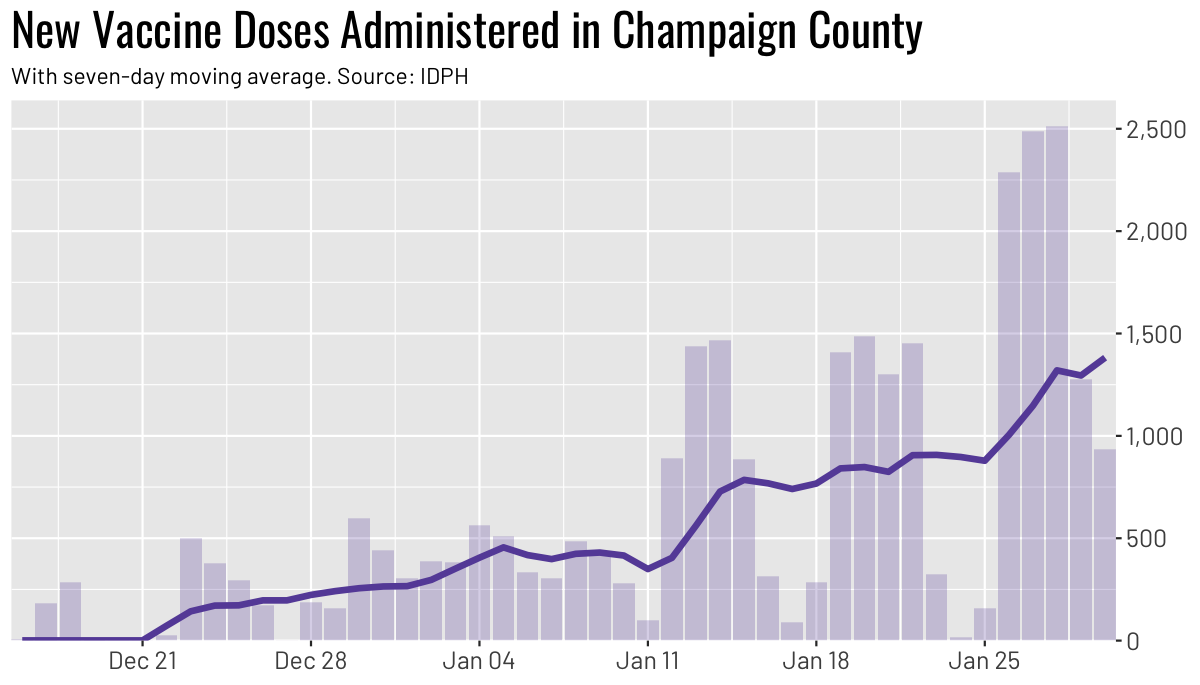 New Vaccine Doses Administered in Champaign County
With seven-day moving average. Source: IDPH
2,500
2,000
1,500
1,000
500
0
Dec 21 Dec 28 Jan 04 Jan 11 Jan 18 Jan 25